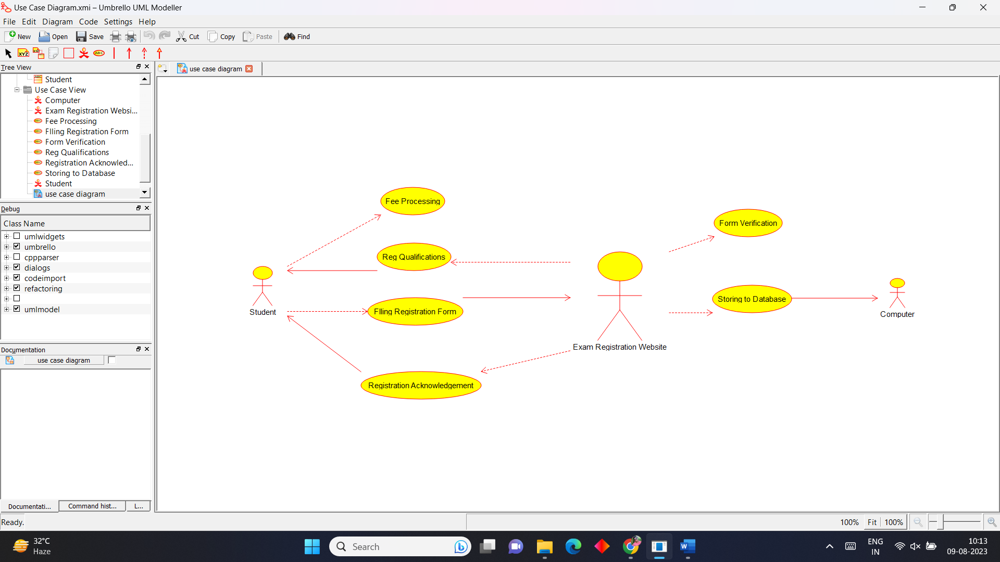 Use Case Diagram.xmi – Umbrello UML Modeller
File Edit Diagram Code Settings Help
New Open Save Cut Copy Paste Find
XYZ ABC
Tree View
use case diagram
Student
Use Case View
Computer
Exam Registration Websi...
Fee Processing
FIling Registration Form
Form Verification
Reg Qualifications
Registration Acknowled...
Storing to Database
Student
use case diagram
Debug
Class Name
umlwidgets
umbrello
cppparser
dialogs
codeimport
refactoring
umlmodel
Documentation
use case diagram
Documentati... Command hist... L...
Fee Processing
Form Verification
Reg Qualifications
Storing to Database
FIling Registration Form
Student
Computer
Exam Registration Website
Registration Acknowledgement
Ready.
100% Fit 100%
32°C
Haze
Search
W
ENG
IN
10:13
09-08-2023